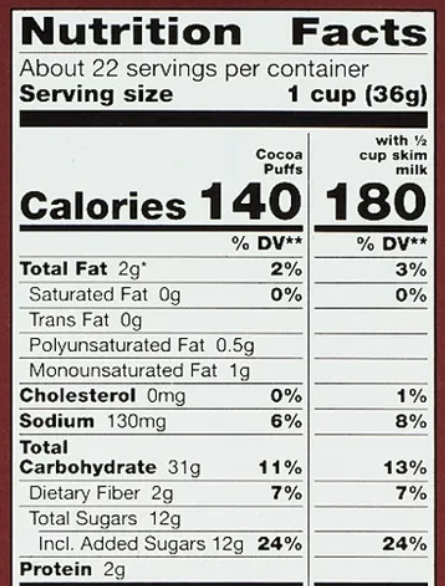 Nutrition Facts
About 22 servings per container
Serving size 1 cup (36g)
Cocoa Puffs
with ½ cup skim milk
Calories 140 180
% DV** % DV**
Total Fat 2g* 2% 3%
Saturated Fat 0g 0% 0%
Trans Fat 0g
Polyunsaturated Fat 0.5g
Monounsaturated Fat 1g
Cholesterol 0mg 0% 1%
Sodium 130mg 6% 8%
Total
Carbohydrate 31g 11% 13%
Dietary Fiber 2g 7% 7%
Total Sugars 12g
Incl. Added Sugars 12g 24% 24%
Protein 2g